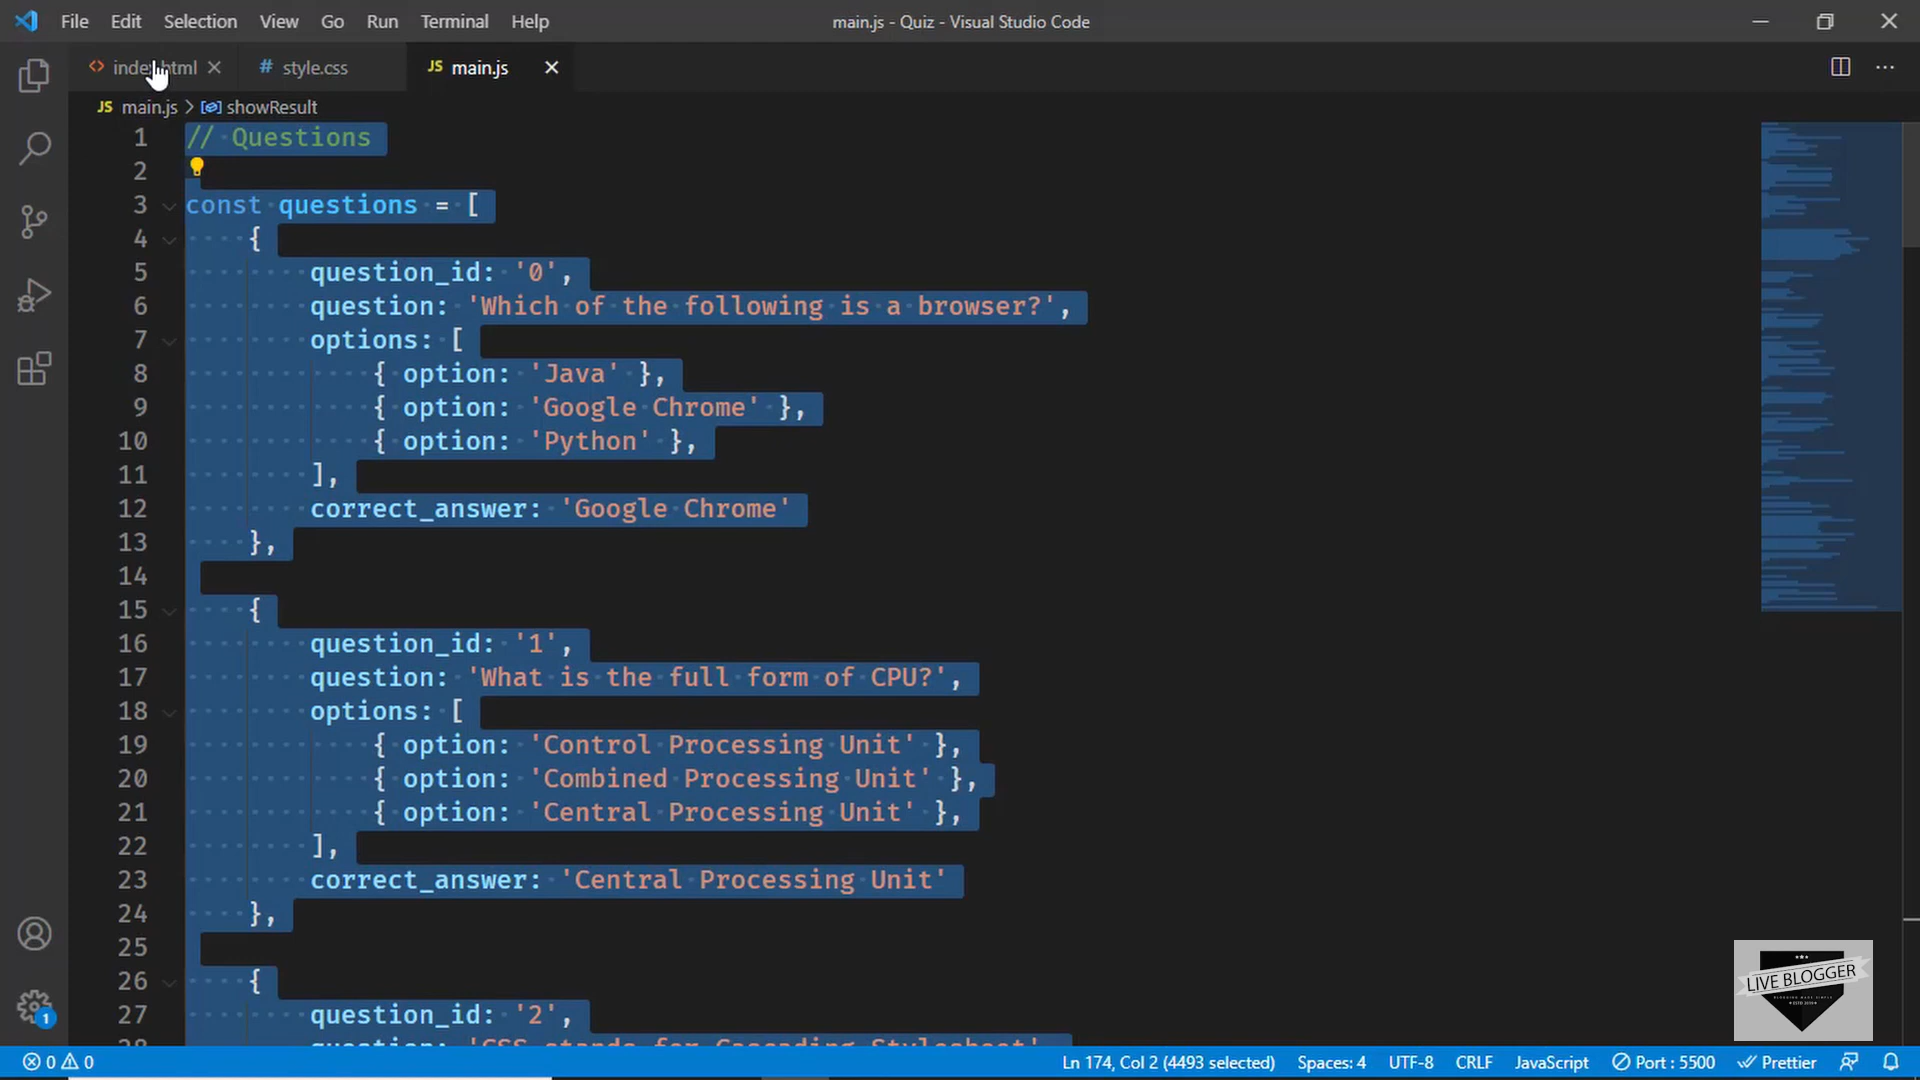 File Edit Selection View Go Run Terminal Help main.js - Quiz - Visual Studio Code
index.html style.css JS main.js
JS main.js > showResult
1 // Questions
2
3 const questions = [
4 {
5 question_id: '0',
6 question: 'Which of the following is a browser?',
7 options: [
8 { option: 'Java' },
9 { option: 'Google Chrome' },
10 { option: 'Python' },
11 ],
12 correct_answer: 'Google Chrome'
13 },
14
15 {
16 question_id: '1',
17 question: 'What is the full form of CPU?',
18 options: [
19 { option: 'Control Processing Unit' },
20 { option: 'Combined Processing Unit' },
21 { option: 'Central Processing Unit' },
22 ],
23 correct_answer: 'Central Processing Unit'
24 },
25
26 {
27 question_id: '2',
28 question: 'CSS stands for Cascading Stylesheet',
LIVE BLOGGER
1
0 0 Ln 174, Col 2 (4493 selected) Spaces: 4 UTF-8 CRLF JavaScript Port : 5500 Prettier